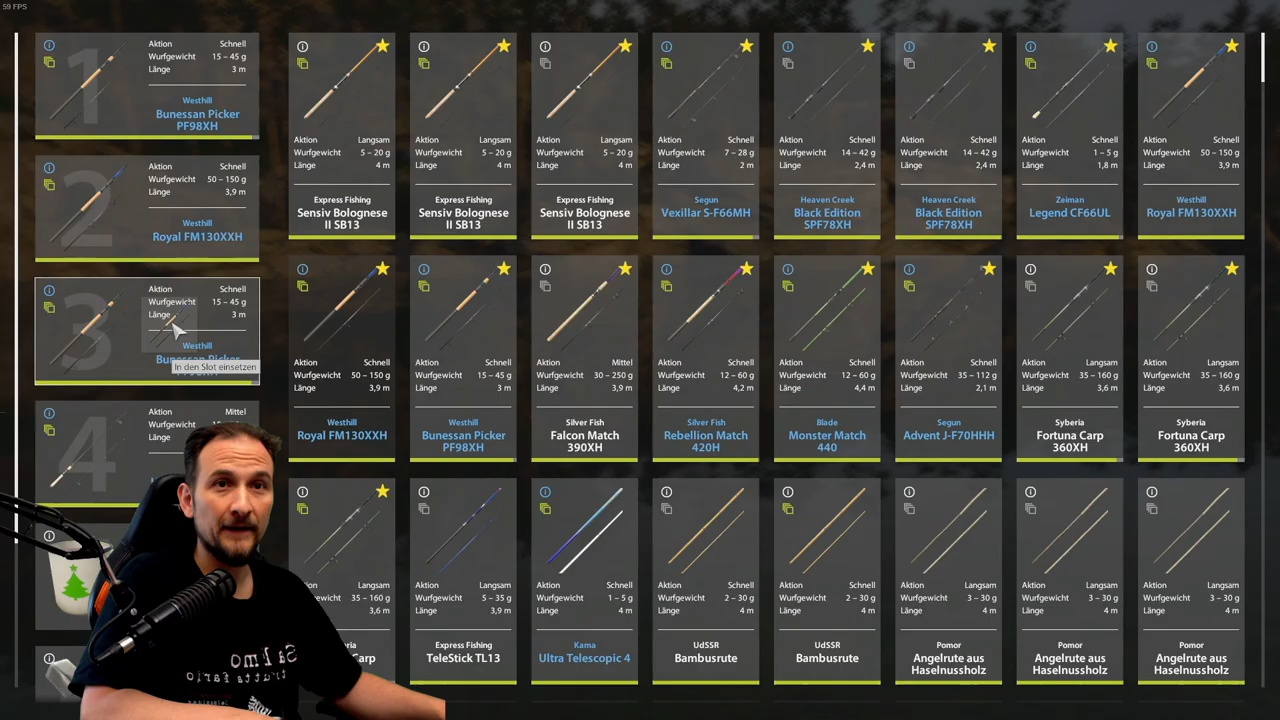 59 FPS
1
Aktion Schnell
Wurfgewicht 15 – 45 g
Länge 3 m
Westhill
Bunessan Picker
PF98XH
2
Aktion Schnell
Wurfgewicht 50 – 150 g
Länge 3,9 m
Westhill
Royal FM130XXH
3
Aktion Schnell
Wurfgewicht 15 – 45 g
Länge 3 m
Westhill
Bunessan Picker
In den Slot einsetzen
4
Aktion Mittel
Länge
Aktion Langsam
Wurfgewicht 5 – 20 g
Länge 4 m
Express Fishing
Sensiv Bolognese
II SB13
Aktion Langsam
Wurfgewicht 5 – 20 g
Länge 4 m
Express Fishing
Sensiv Bolognese
II SB13
Aktion Langsam
Wurfgewicht 5 – 20 g
Länge 4 m
Express Fishing
Sensiv Bolognese
II SB13
Aktion Schnell
Wurfgewicht 7 – 28 g
Länge 2 m
Segun
Vexillar S-F66MH
Aktion Schnell
Wurfgewicht 14 – 42 g
Länge 2,4 m
Heaven Creek
Black Edition
SPF78XH
Aktion Schnell
Wurfgewicht 14 – 42 g
Länge 2,4 m
Heaven Creek
Black Edition
SPF78XH
Aktion Schnell
Wurfgewicht 1 – 5 g
Länge 1,8 m
Zeiman
Legend CF66UL
Aktion Schnell
Wurfgewicht 50 – 150 g
Länge 3,9 m
Westhill
Royal FM130XXH
Aktion Schnell
Wurfgewicht 50 – 150 g
Länge 3,9 m
Westhill
Royal FM130XXH
Aktion Schnell
Wurfgewicht 15 – 45 g
Länge 3 m
Westhill
Bunessan Picker
PF98XH
Aktion Mittel
Wurfgewicht 30 – 250 g
Länge 3,9 m
Silver Fish
Falcon Match
390XH
Aktion Schnell
Wurfgewicht 12 – 60 g
Länge 4,2 m
Silver Fish
Rebellion Match
420H
Aktion Schnell
Wurfgewicht 12 – 60 g
Länge 4,4 m
Blade
Monster Match
440
Aktion Schnell
Wurfgewicht 35 – 112 g
Länge 2,1 m
Segun
Advent J-F70HHH
Aktion Langsam
Wurfgewicht 35 – 160 g
Länge 3,6 m
Syberia
Fortuna Carp
360XH
Aktion Langsam
Wurfgewicht 35 – 160 g
Länge 3,6 m
Syberia
Fortuna Carp
360XH
Langsam
35 – 160 g
3,6 m
Carp
Aktion Langsam
Wurfgewicht 5 – 35 g
Länge 3,9 m
Express Fishing
TeleStick TL13
Aktion Schnell
Wurfgewicht 1 – 5 g
Länge 4 m
Kama
Ultra Telescopic 4
Aktion Schnell
Wurfgewicht 2 – 30 g
Länge 4 m
UdSSR
Bambusrute
Aktion Schnell
Wurfgewicht 2 – 30 g
Länge 4 m
UdSSR
Bambusrute
Aktion Langsam
Wurfgewicht 3 – 30 g
Länge 4 m
Pomor
Angelrute aus
Haselnussholz
Aktion Langsam
Wurfgewicht 3 – 30 g
Länge 4 m
Pomor
Angelrute aus
Haselnussholz
Aktion Langsam
Wurfgewicht 3 – 30 g
Länge 4 m
Pomor
Angelrute aus
Haselnussholz
Salmo
trutta fario